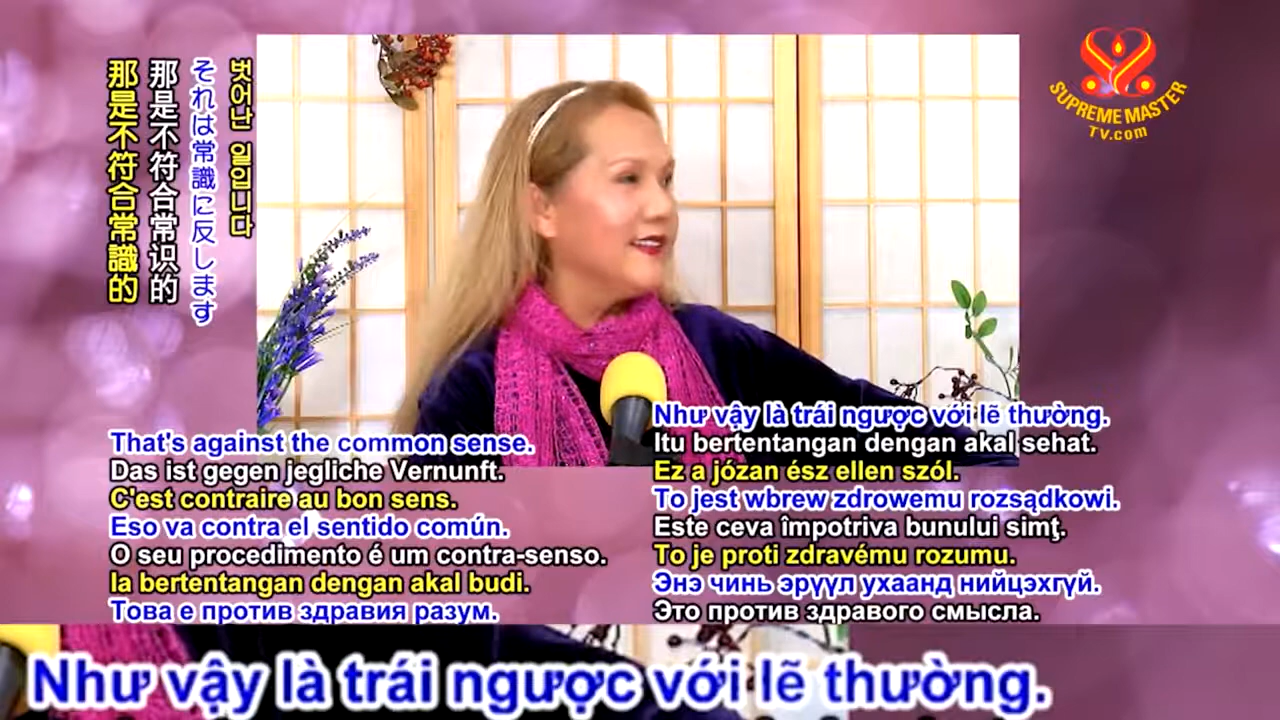 벗어난 일입니다
それは常識に反します
那是不符合常识的
那是不符合常識的
SUPREME MASTER
TV.com
That's against the common sense.
Das ist gegen jegliche Vernunft.
C'est contraire au bon sens.
Eso va contra el sentido común.
O seu procedimento é um contra-senso.
Ia bertentangan dengan akal budi.
Това е против здравия разум.
Như vậy là trái ngược với lẽ thường.
Itu bertentangan dengan akal sehat.
Ez a józan ész ellen szól.
To jest wbrew zdrowemu rozsądkowi.
Este ceva împotriva bunului simţ.
To je proti zdravému rozumu.
Энэ чинь эрүүл ухаанд нийцэхгүй.
Это против здравого смысла.
Như vậy là trái ngược với lẽ thường.